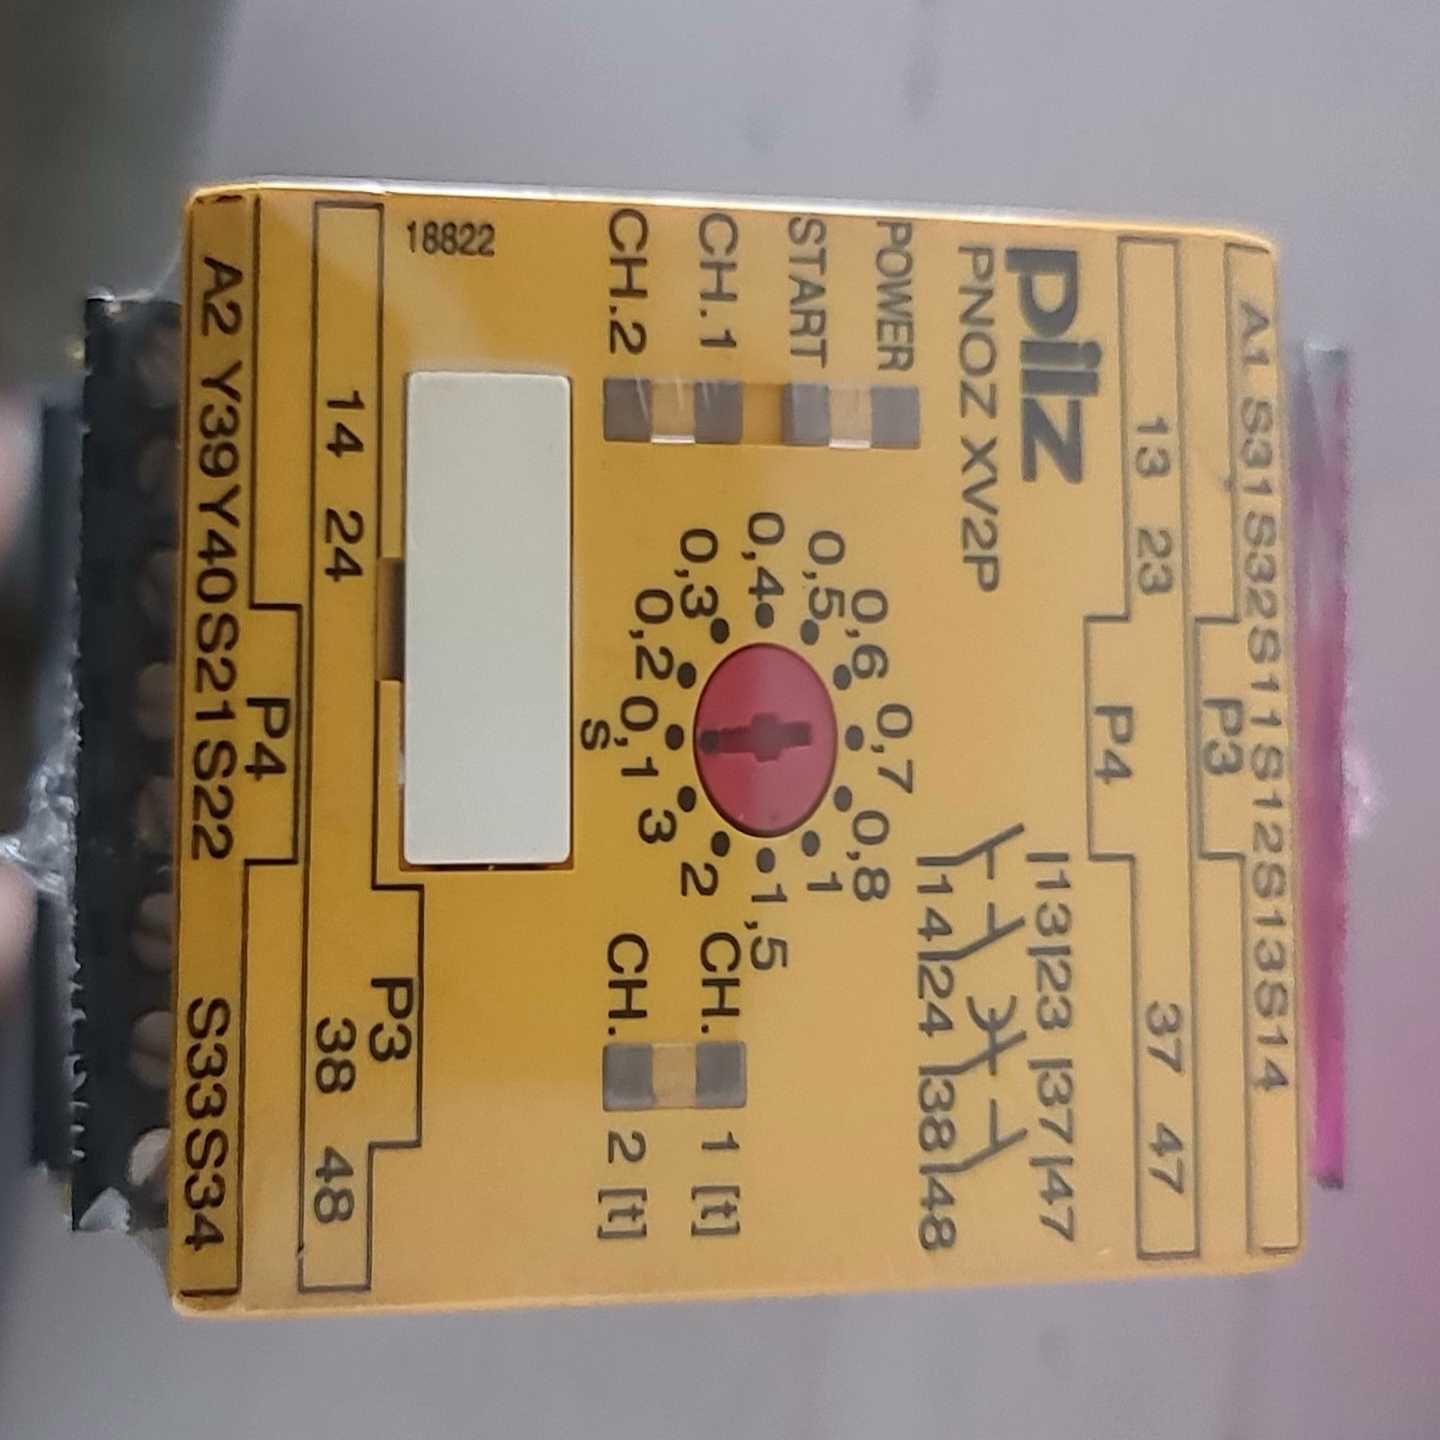 A1 S31 S32 S11 S12 S13 S14
P3
13 23 37 47
P4
pilz
PNOZ XV2P
13 23 37 47
14 24 38 48
POWER
START
CH.1
CH.2
0,5 0,6 0,7 0,8 1
0,4 1,5
0,3 0,2 0,1 3 2
s
CH. 1 [t]
CH. 2 [t]
18822
P3
14 24 38 48
P4
A2 Y39 Y40 S21 S22 S33 S34